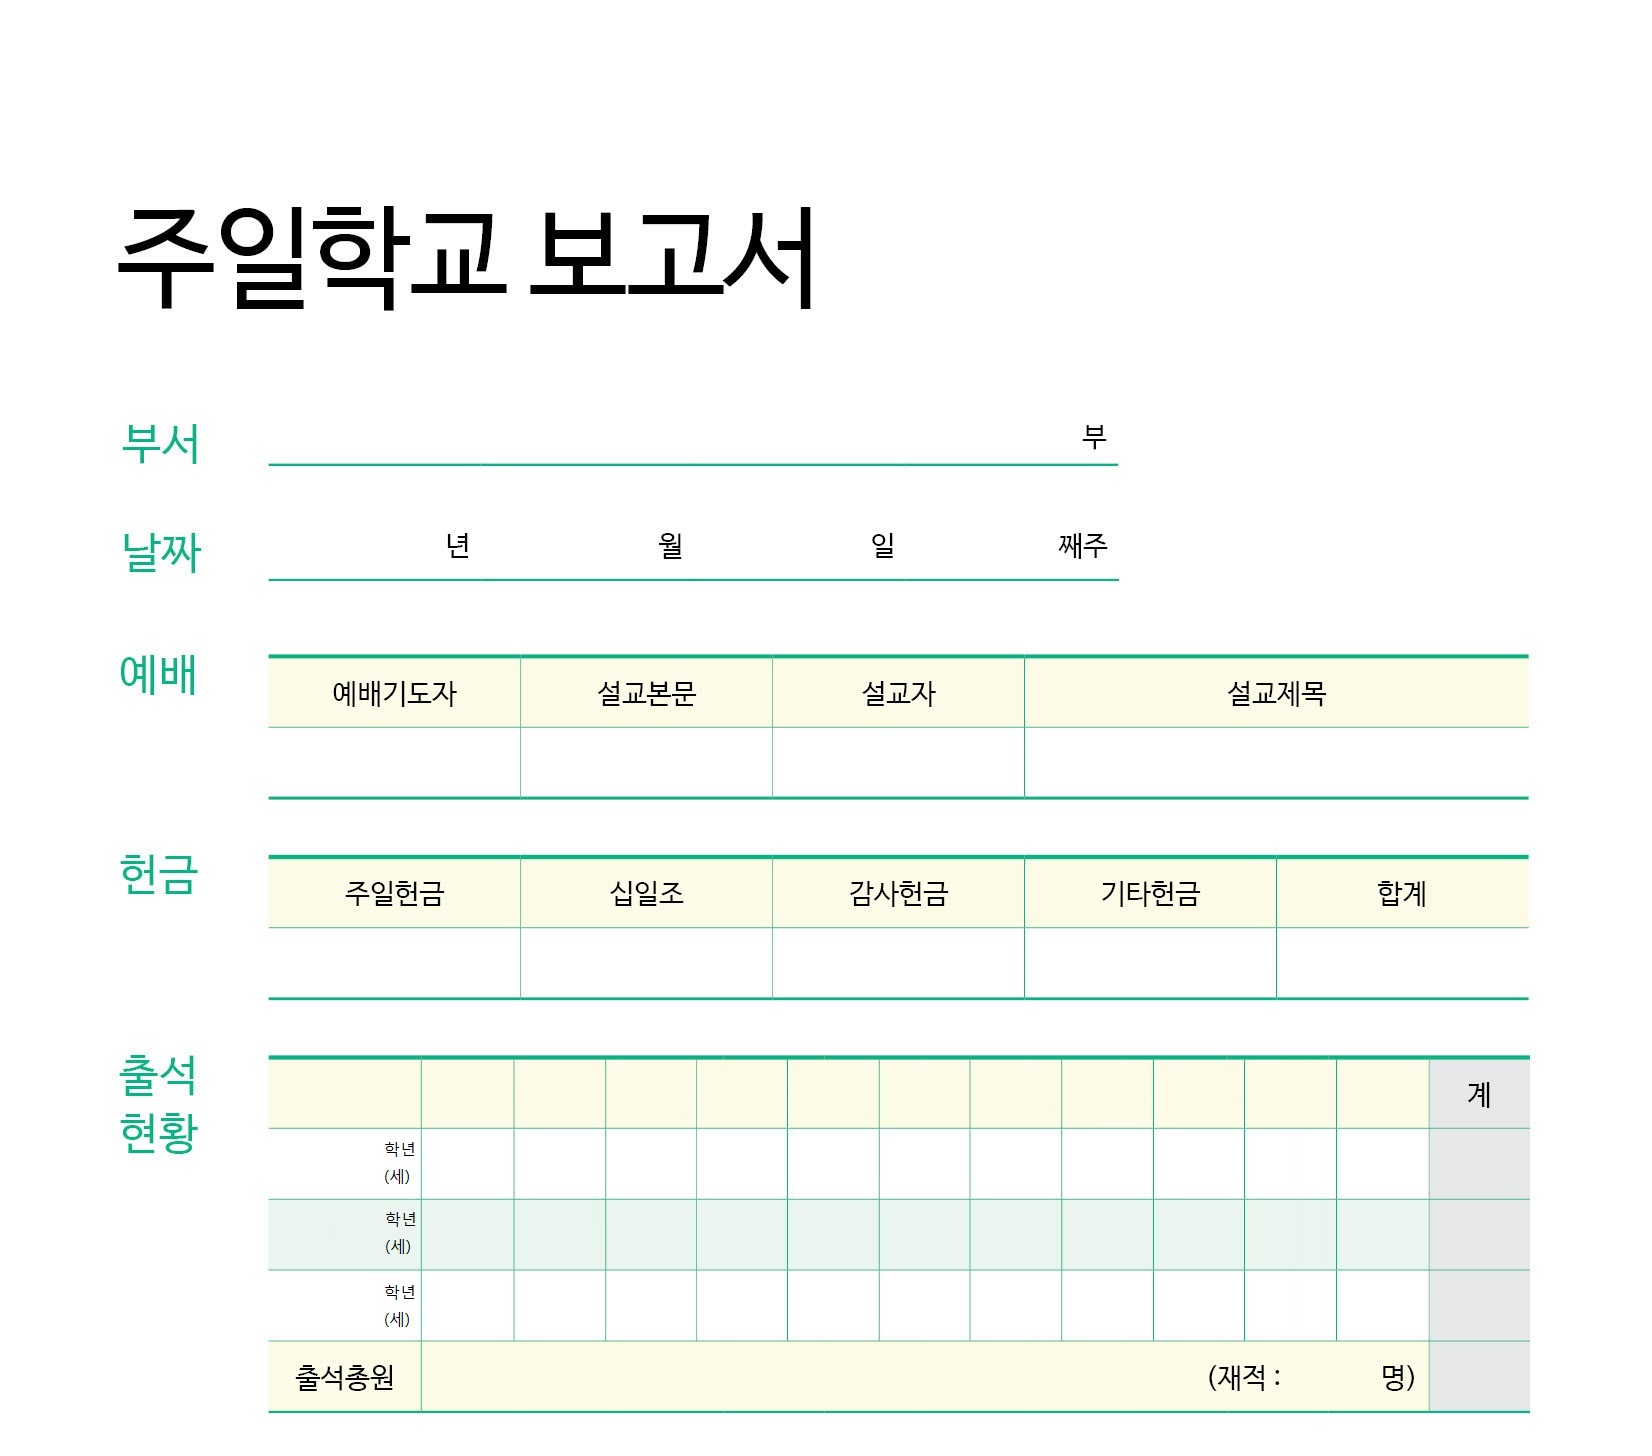 주일학교 보고서
부서 부
날짜 년 월 일 째주
예배
예배기도자 설교본문 설교자 설교제목
헌금
주일헌금 십일조 감사헌금 기타헌금 합계
출석
현황
계
학년
(세)
학년
(세)
학년
(세)
출석총원 (재적 : 명)